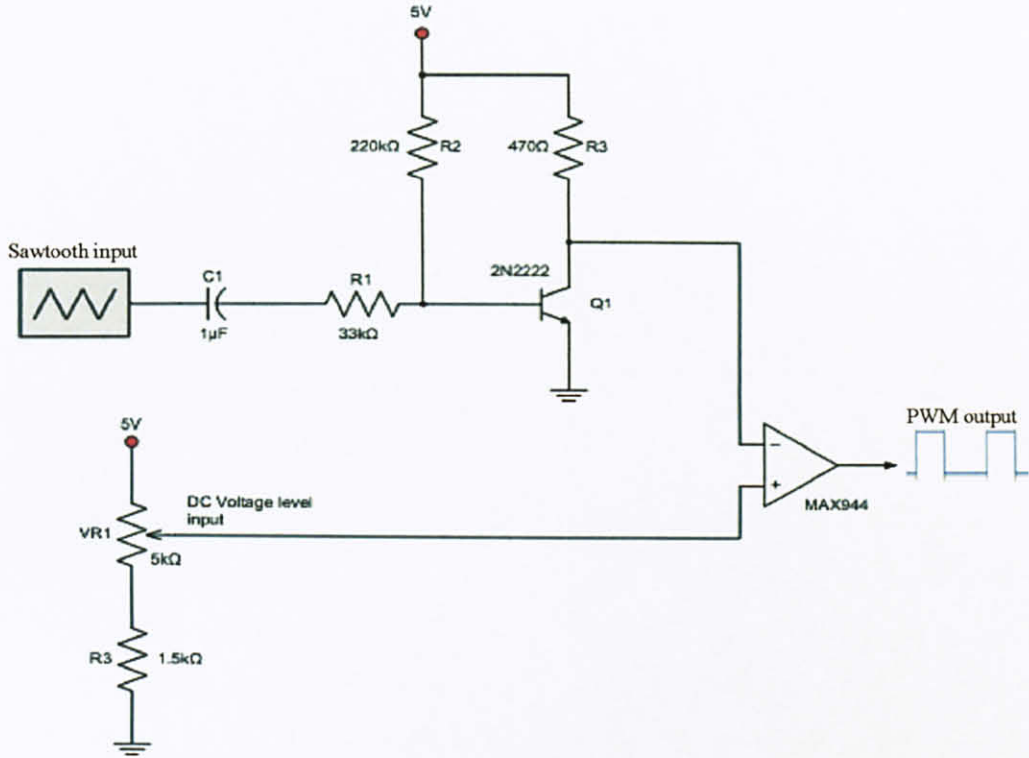 5V
220kΩ
R2
470Ω
R3
Sawtooth input
C1
1µF
R1
33kΩ
2N2222
Q1
5V
DC Voltage level
input
VR1
5kΩ
R3
1.5kΩ
−
+
MAX944
PWM output